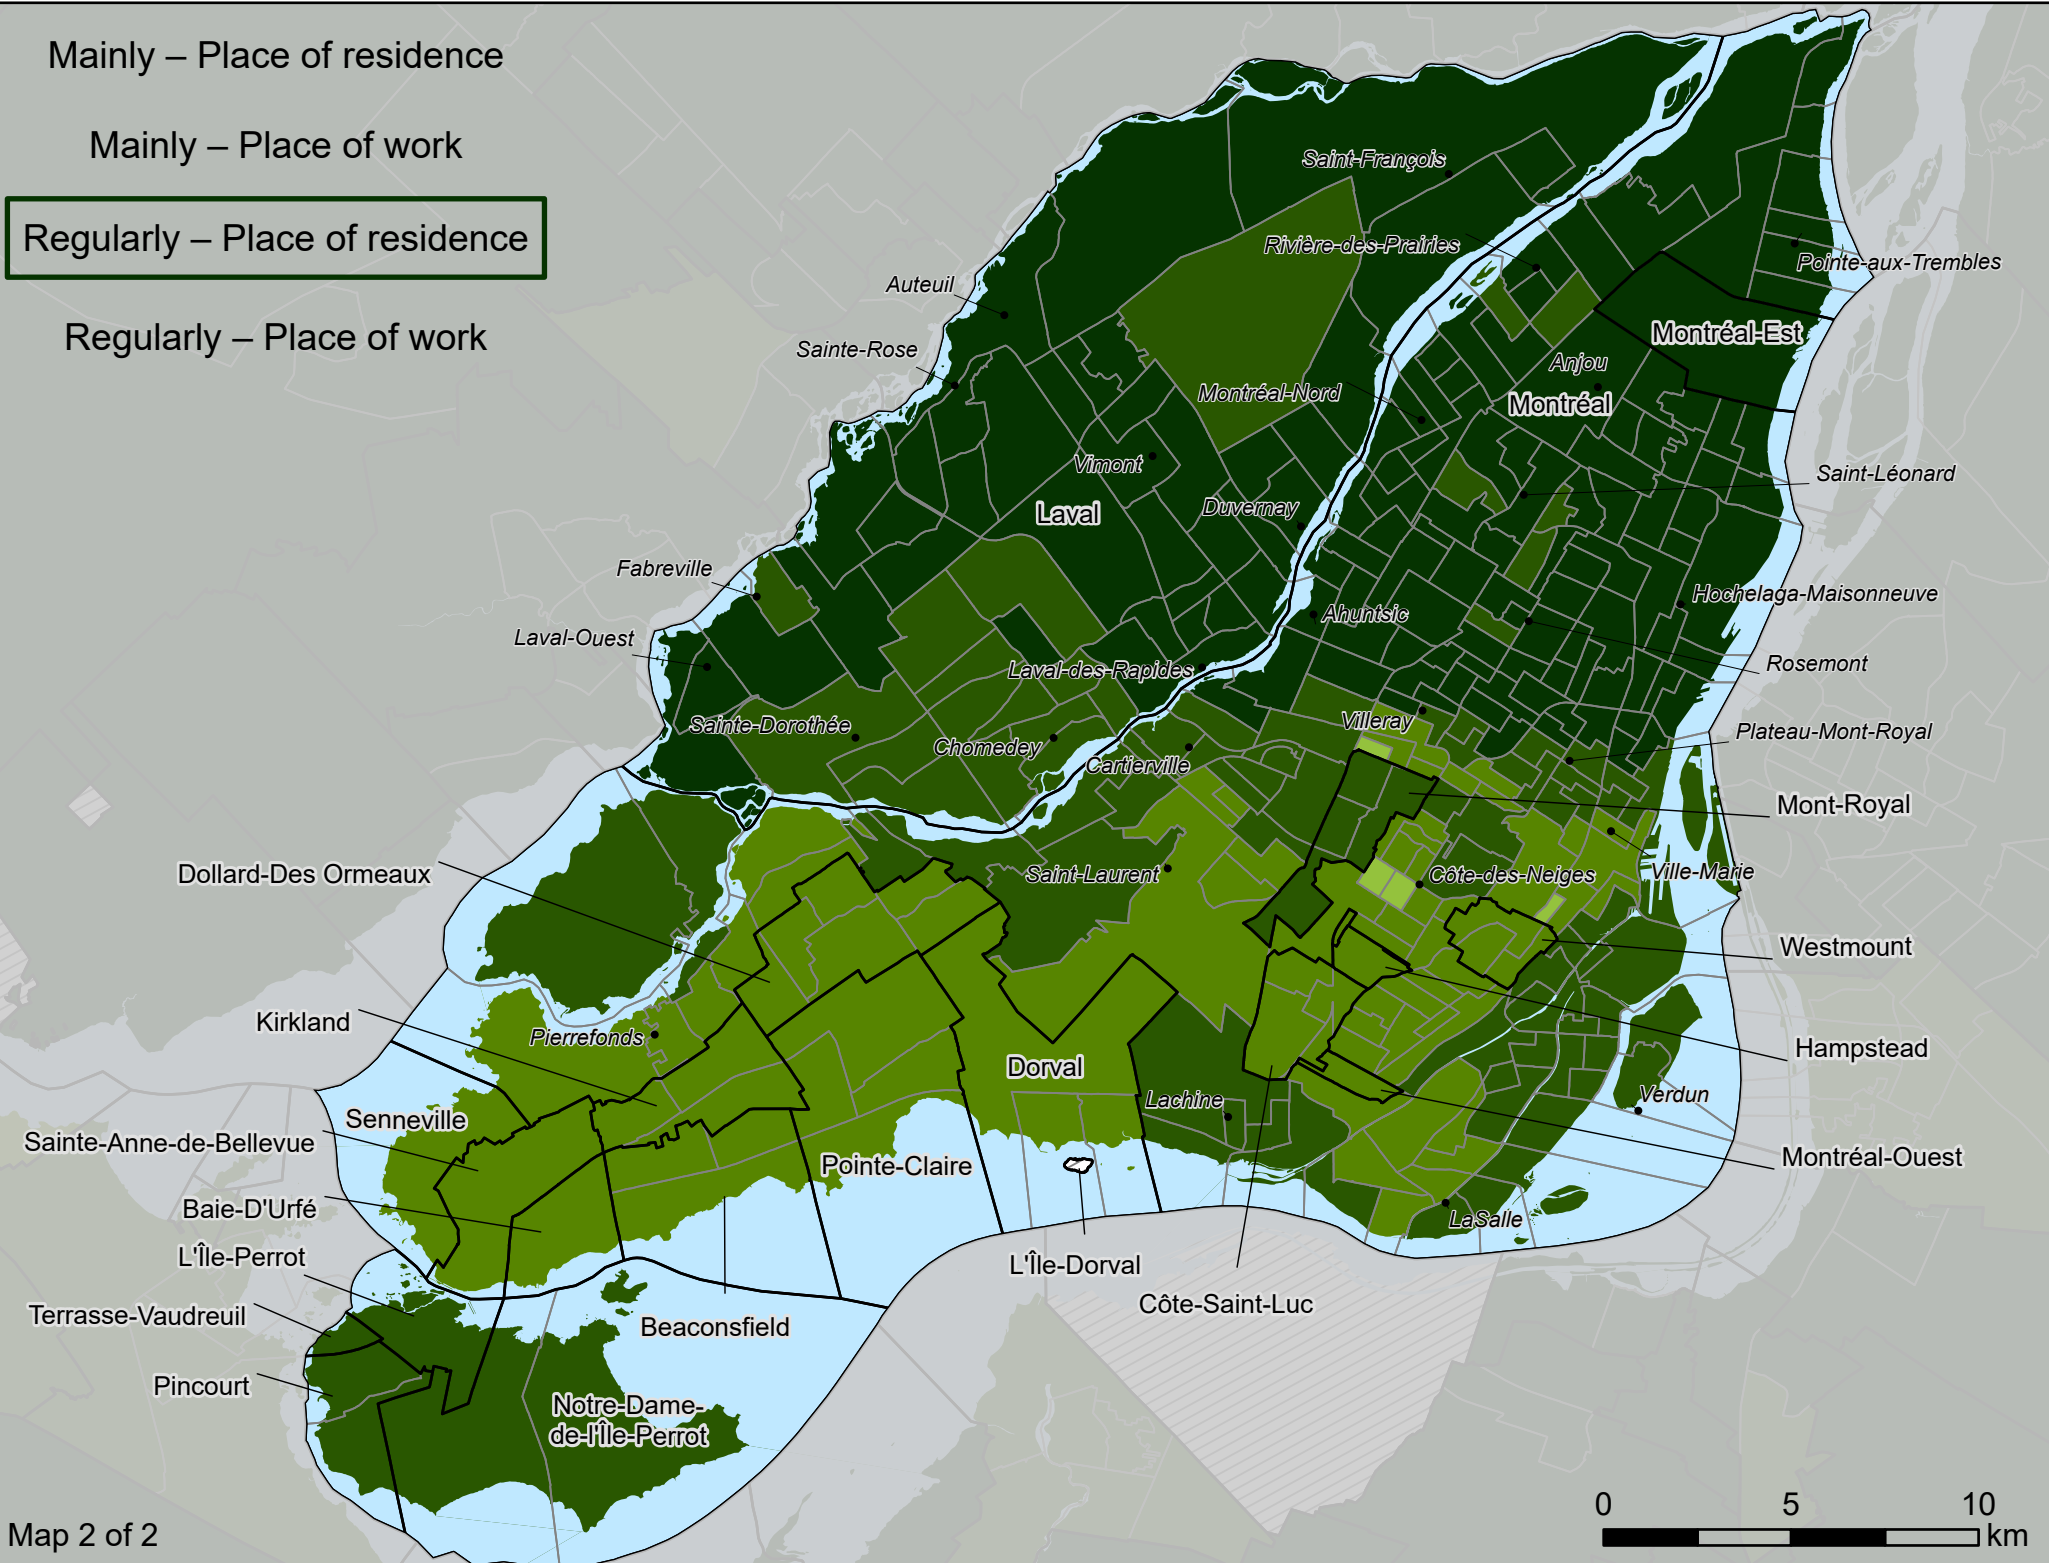 Mainly – Place of residence
Mainly – Place of work
Regularly – Place of residence
Regularly – Place of work
Saint-François
Rivière-des-Prairies
Pointe-aux-Trembles
Auteuil
Montréal-Est
Sainte-Rose
Anjou
Montréal-Nord
Montréal
Vimont
Saint-Léonard
Laval
Duvernay
Fabreville
Hochelaga-Maisonneuve
Ahuntsic
Laval-Ouest
Rosemont
Laval-des-Rapides
Sainte-Dorothée
Villeray
Plateau-Mont-Royal
Chomedey
Cartierville
Mont-Royal
Dollard-Des Ormeaux
Saint-Laurent
Côte-des-Neiges
Ville-Marie
Westmount
Kirkland
Pierrefonds
Hampstead
Dorval
Senneville
Lachine
Verdun
Sainte-Anne-de-Bellevue
Pointe-Claire
Montréal-Ouest
Baie-D'Urfé
LaSalle
L'Île-Perrot
L'Île-Dorval
Côte-Saint-Luc
Terrasse-Vaudreuil
Beaconsfield
Pincourt
Notre-Dame-
de-l'Île-Perrot
0 5 10
km
Map 2 of 2